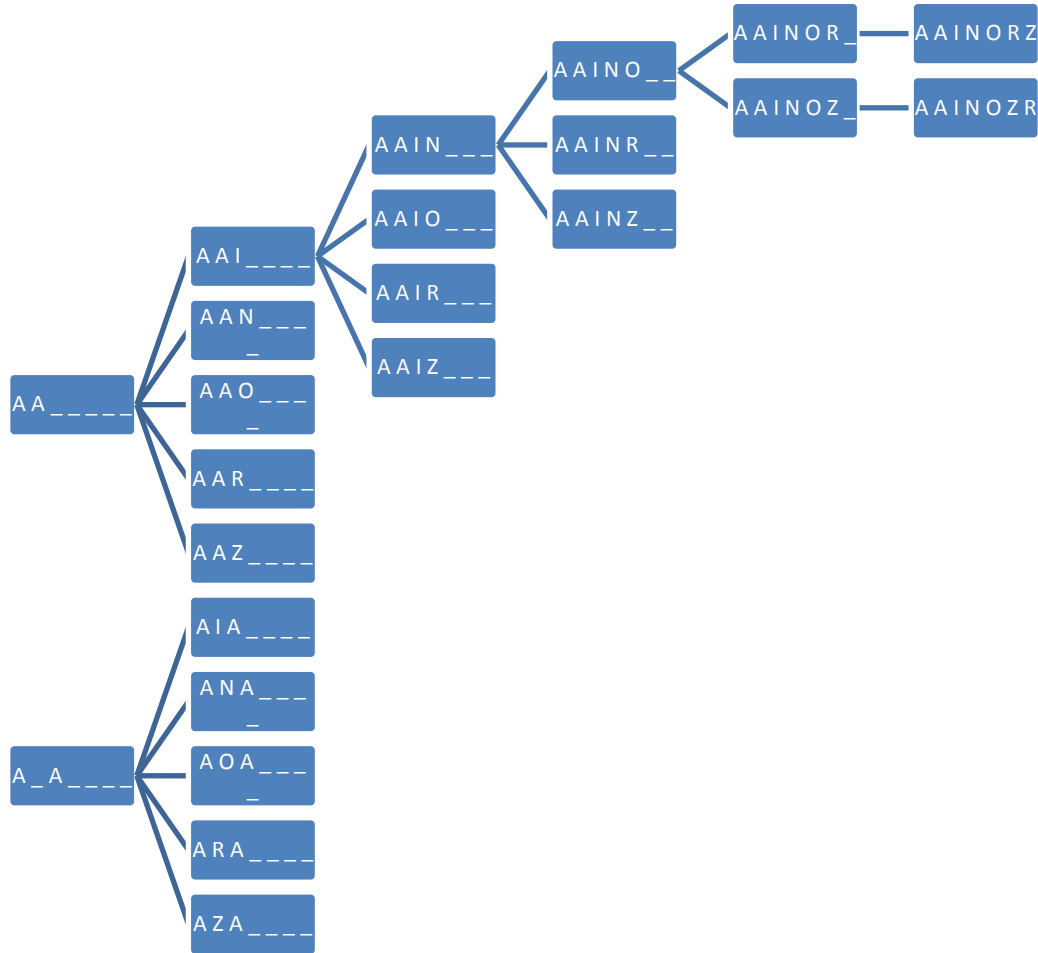 A A I N O R _
A A I N O R Z
A A I N O _ _
A A I N O Z _
A A I N O Z R
A A I N _ _ _
A A I N R _ _
A A I O _ _ _
A A I N Z _ _
A A I _ _ _ _
A A I R _ _ _
A A N _ _ _
_
A A I Z _ _ _
A A _ _ _ _ _
A A O _ _ _
_
A A R _ _ _ _
A A Z _ _ _ _
A I A _ _ _ _
A N A _ _ _
_
A _ A _ _ _ _
A O A _ _ _
_
A R A _ _ _ _
A Z A _ _ _ _